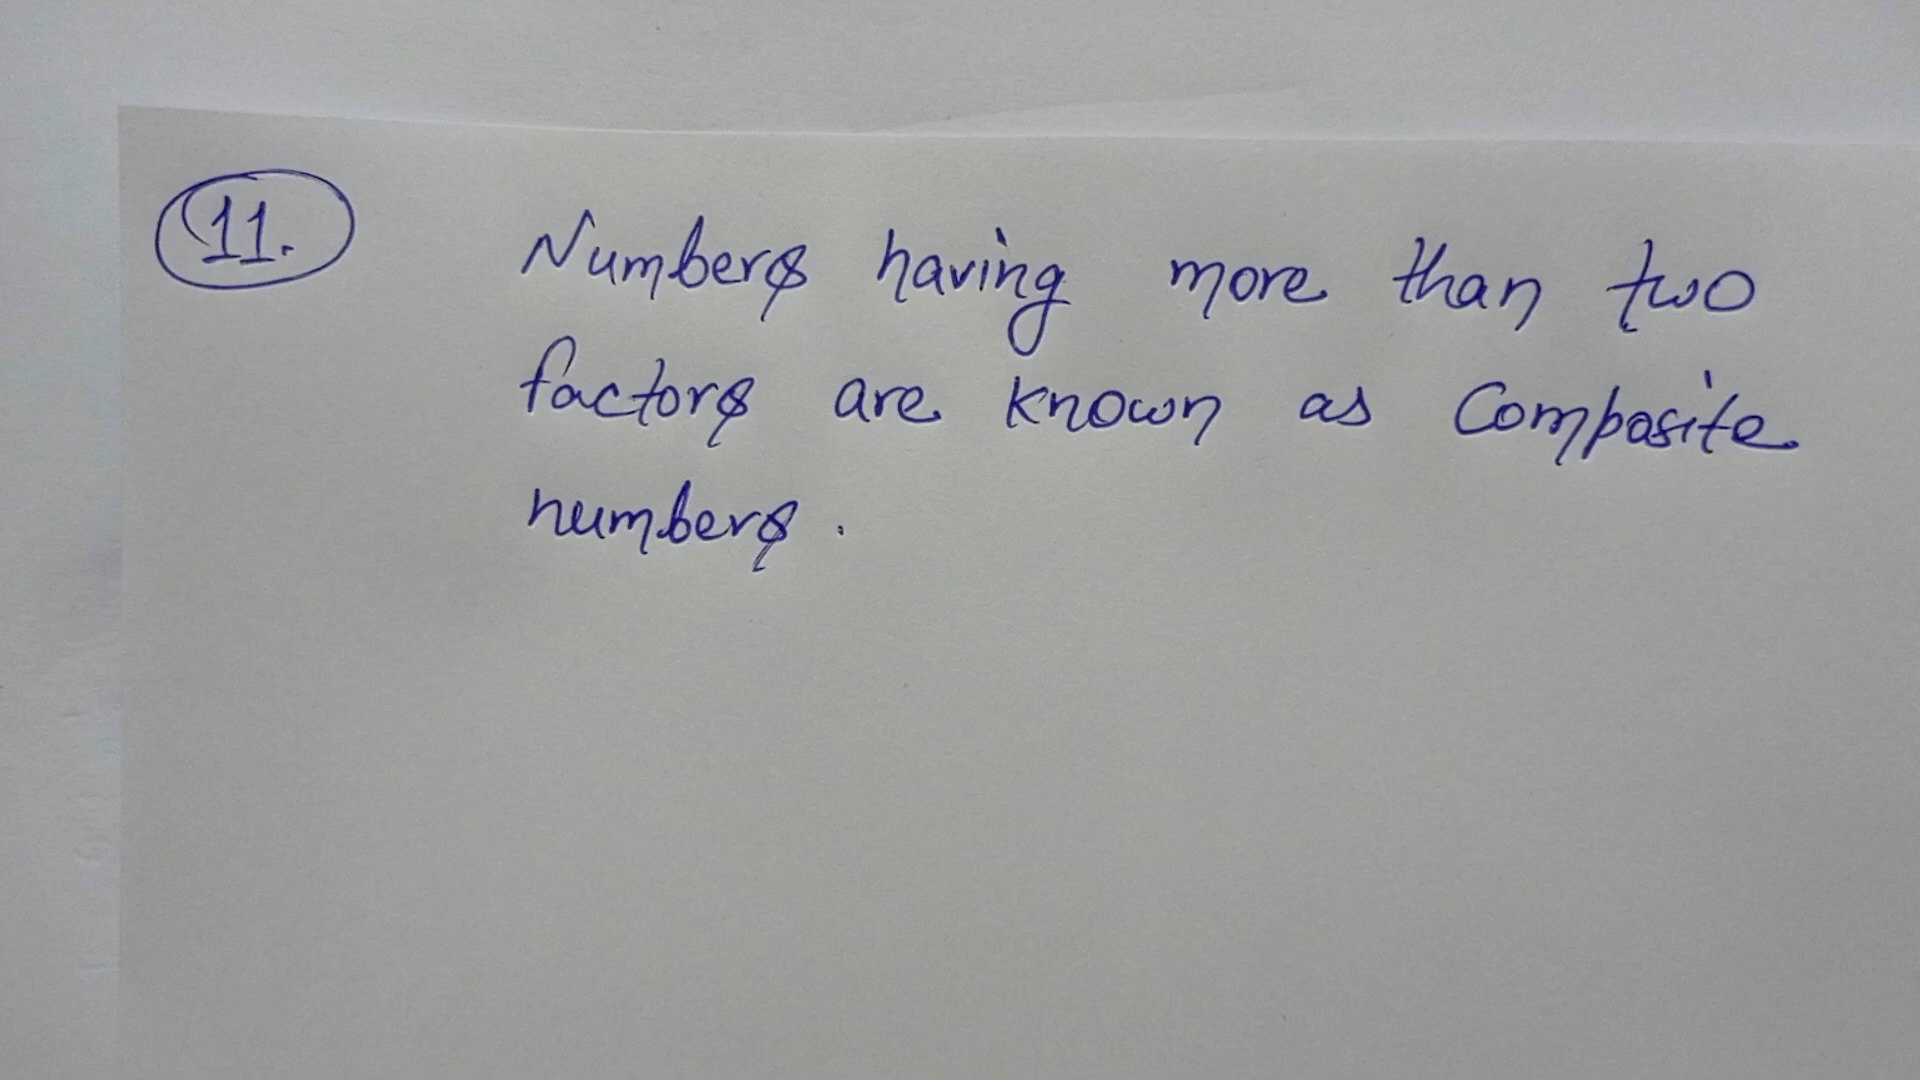 11. Numbers having more than two
factors are known as Composite
numbers.